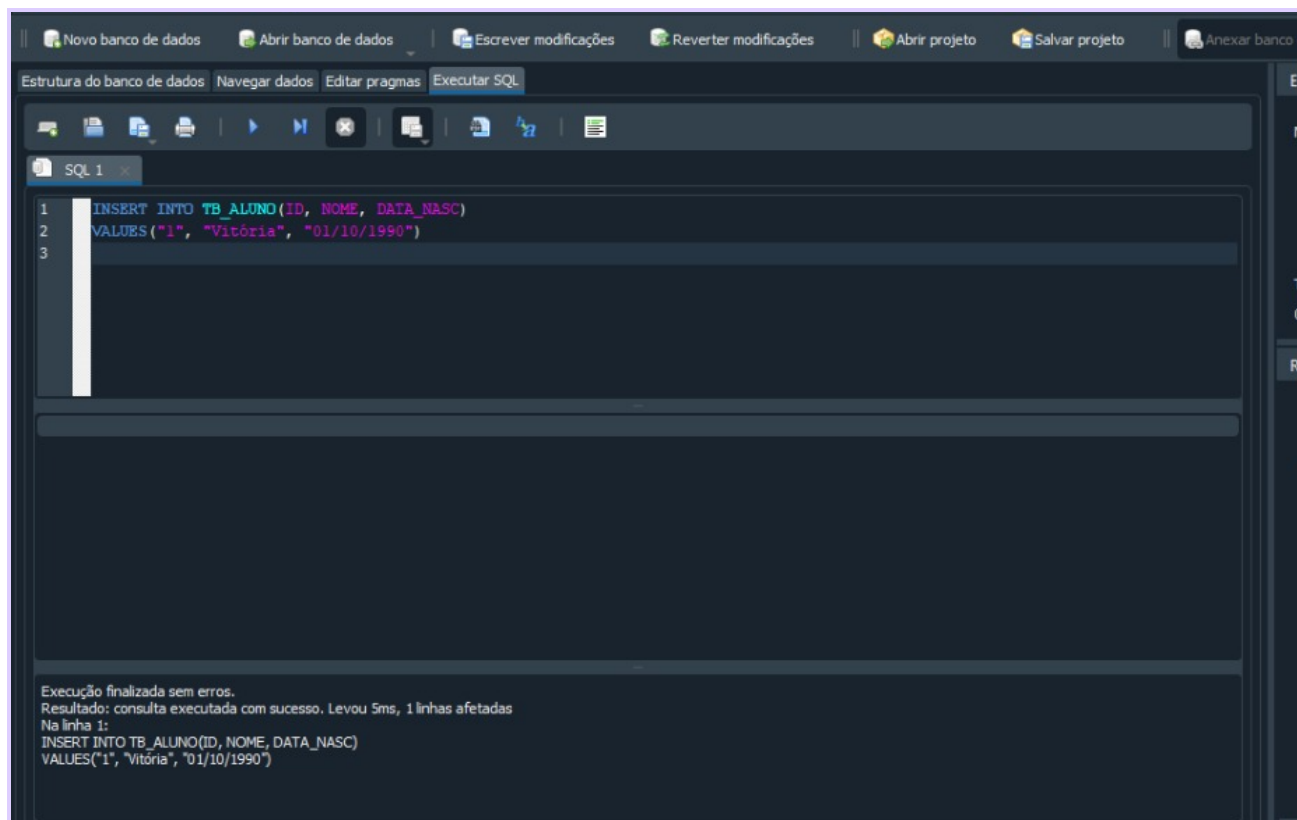 Novo banco de dados Abrir banco de dados Escrever modificações Reverter modificações Abrir projeto Salvar projeto Anexar banco
Estrutura do banco de dados Navegar dados Editar pragmas Executar SQL
SQL 1
1 INSERT INTO TB_ALUNO(ID, NOME, DATA_NASC)
2 VALUES("1", "Vitória", "01/10/1990")
3
Execução finalizada sem erros.
Resultado: consulta executada com sucesso. Levou 5ms, 1 linhas afetadas
Na linha 1:
INSERT INTO TB_ALUNO(ID, NOME, DATA_NASC)
VALUES("1", "Vitória", "01/10/1990")